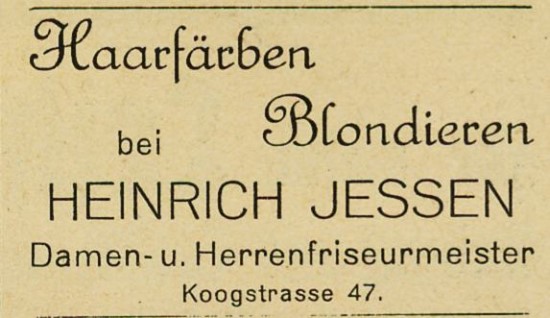 Haarfärben
Blondieren
bei
HEINRICH JESSEN
Damen- u. Herrenfriseurmeister
Koogstrasse 47.